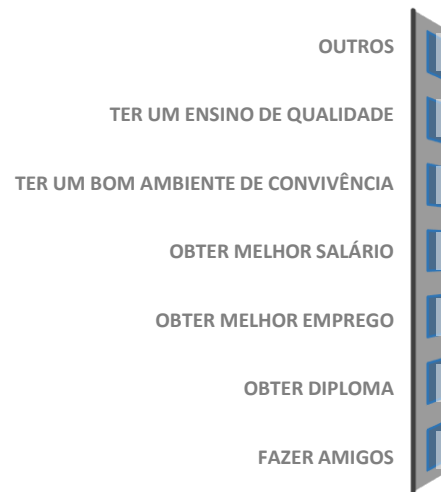 OUTROS
TER UM ENSINO DE QUALIDADE
TER UM BOM AMBIENTE DE CONVIVÊNCIA
OBTER MELHOR SALÁRIO
OBTER MELHOR EMPREGO
OBTER DIPLOMA
FAZER AMIGOS